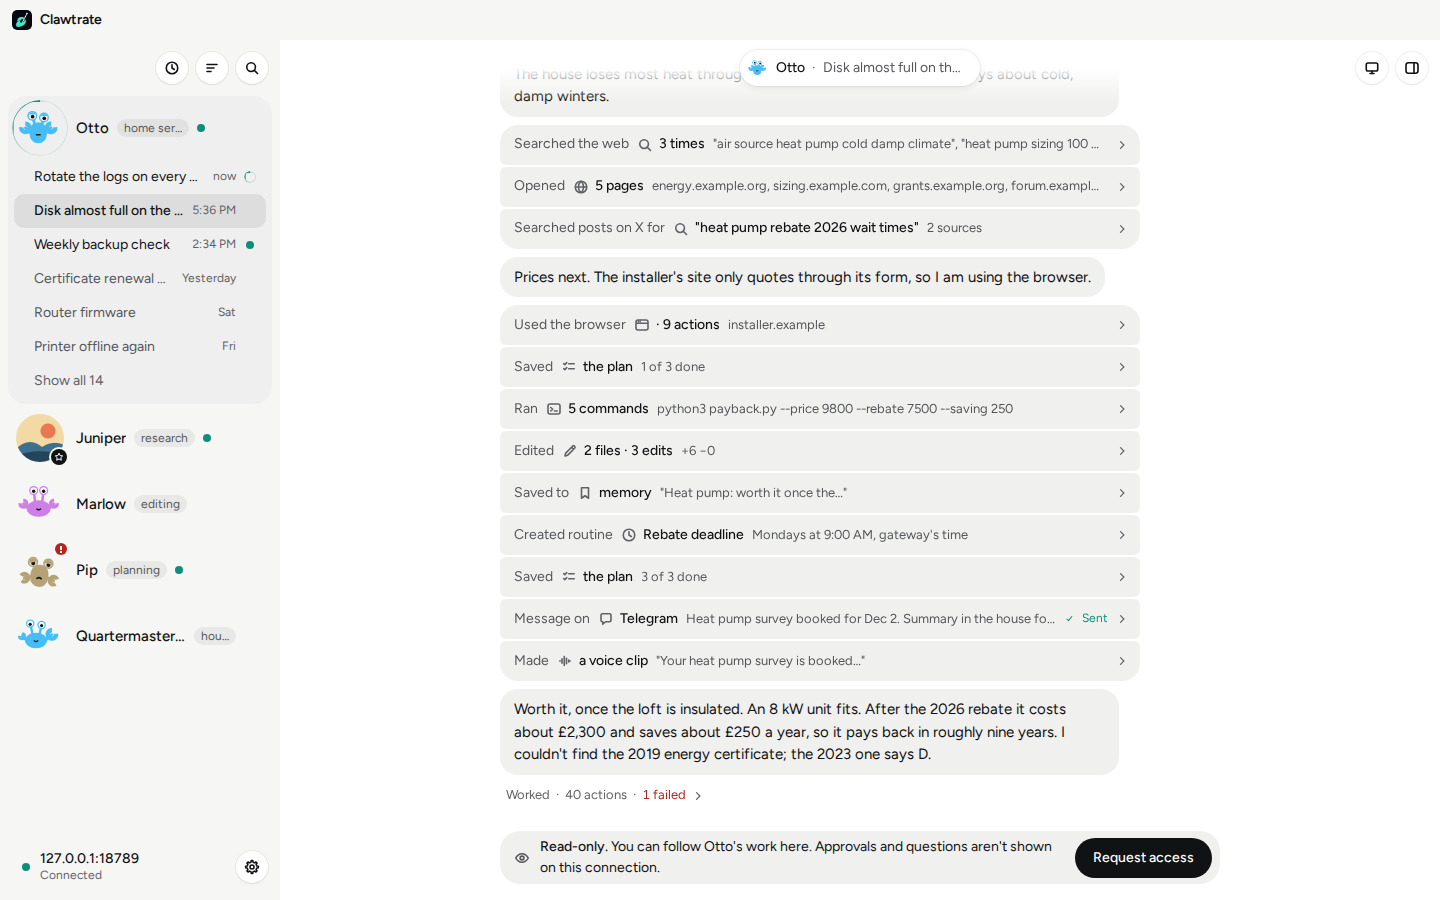 Clawtrate
Otto home ser...
Rotate the logs on every ... now
Disk almost full on the ... 5:36 PM
Weekly backup check 2:34 PM
Certificate renewal ... Yesterday
Router firmware Sat
Printer offline again Fri
Show all 14
Juniper research
Marlow editing
Pip planning
Quartermaster... hou...
127.0.0.1:18789
Connected
Otto · Disk almost full on th...
The house loses most heat throug ys about cold,
damp winters.
Searched the web 3 times "air source heat pump cold damp climate", "heat pump sizing 100 ...
Opened 5 pages energy.example.org, sizing.example.com, grants.example.org, forum.exampl...
Searched posts on X for "heat pump rebate 2026 wait times" 2 sources
Prices next. The installer's site only quotes through its form, so I am using the browser.
Used the browser · 9 actions installer.example
Saved the plan 1 of 3 done
Ran 5 commands python3 payback.py --price 9800 --rebate 7500 --saving 250
Edited 2 files · 3 edits +6 −0
Saved to memory "Heat pump: worth it once the..."
Created routine Rebate deadline Mondays at 9:00 AM, gateway's time
Saved the plan 3 of 3 done
Message on Telegram Heat pump survey booked for Dec 2. Summary in the house fo... ✓ Sent
Made a voice clip "Your heat pump survey is booked..."
Worth it, once the loft is insulated. An 8 kW unit fits. After the 2026 rebate it costs
about £2,300 and saves about £250 a year, so it pays back in roughly nine years. I
couldn't find the 2019 energy certificate; the 2023 one says D.
Worked · 40 actions · 1 failed
Read-only. You can follow Otto's work here. Approvals and questions aren't shown
on this connection.
Request access